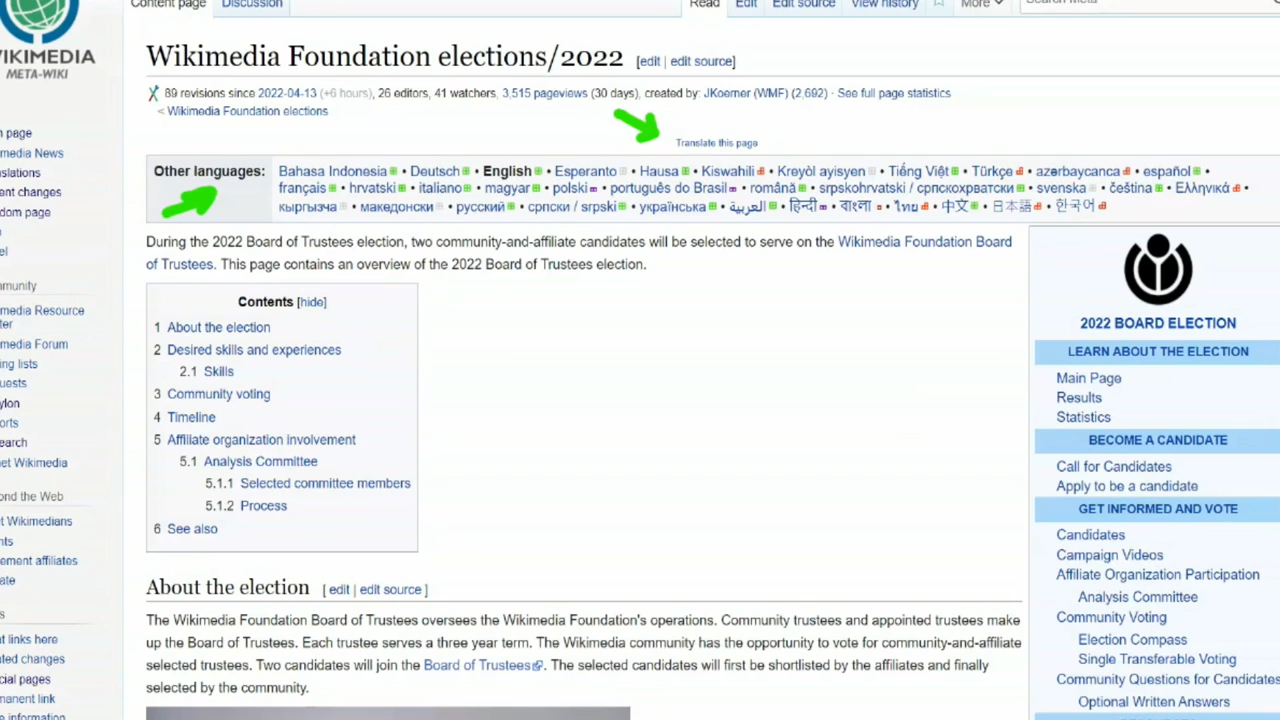 Content page Discussion Read Edit Edit source View history More
WIKIMEDIA
META-WIKI
Wikimedia Foundation elections/2022 [edit | edit source]
89 revisions since 2022-04-13 (+6 hours), 26 editors, 41 watchers, 3,515 pageviews (30 days), created by: JKoerner (WMF) (2,692) · See full page statistics
< Wikimedia Foundation elections
Translate this page
Other languages: Bahasa Indonesia • Deutsch • English • Esperanto • Hausa • Kiswahili • Kreyòl ayisyen • Tiếng Việt • Türkçe • azərbaycanca • español •
français • hrvatski • italiano • magyar • polski • português do Brasil • română • srpskohrvatski / српскохрватски • svenska • čeština • Ελληνικά •
кыргызча • македонски • русский • српски / srpski • українська • العربية • हिन्दी • বাংলা • ไทย • 中文 • 日本語 • 한국어
During the 2022 Board of Trustees election, two community-and-affiliate candidates will be selected to serve on the Wikimedia Foundation Board
of Trustees. This page contains an overview of the 2022 Board of Trustees election.
Contents [hide]
1 About the election
2 Desired skills and experiences
2.1 Skills
3 Community voting
4 Timeline
5 Affiliate organization involvement
5.1 Analysis Committee
5.1.1 Selected committee members
5.1.2 Process
6 See also
About the election [ edit | edit source ]
The Wikimedia Foundation Board of Trustees oversees the Wikimedia Foundation's operations. Community trustees and appointed trustees make
up the Board of Trustees. Each trustee serves a three year term. The Wikimedia community has the opportunity to vote for community-and-affiliate
selected trustees. Two candidates will join the Board of Trustees. The selected candidates will first be shortlisted by the affiliates and finally
selected by the community.
2022 BOARD ELECTION
LEARN ABOUT THE ELECTION
Main Page
Results
Statistics
BECOME A CANDIDATE
Call for Candidates
Apply to be a candidate
GET INFORMED AND VOTE
Candidates
Campaign Videos
Affiliate Organization Participation
Analysis Committee
Community Voting
Election Compass
Single Transferable Voting
Community Questions for Candidates
Optional Written Answers